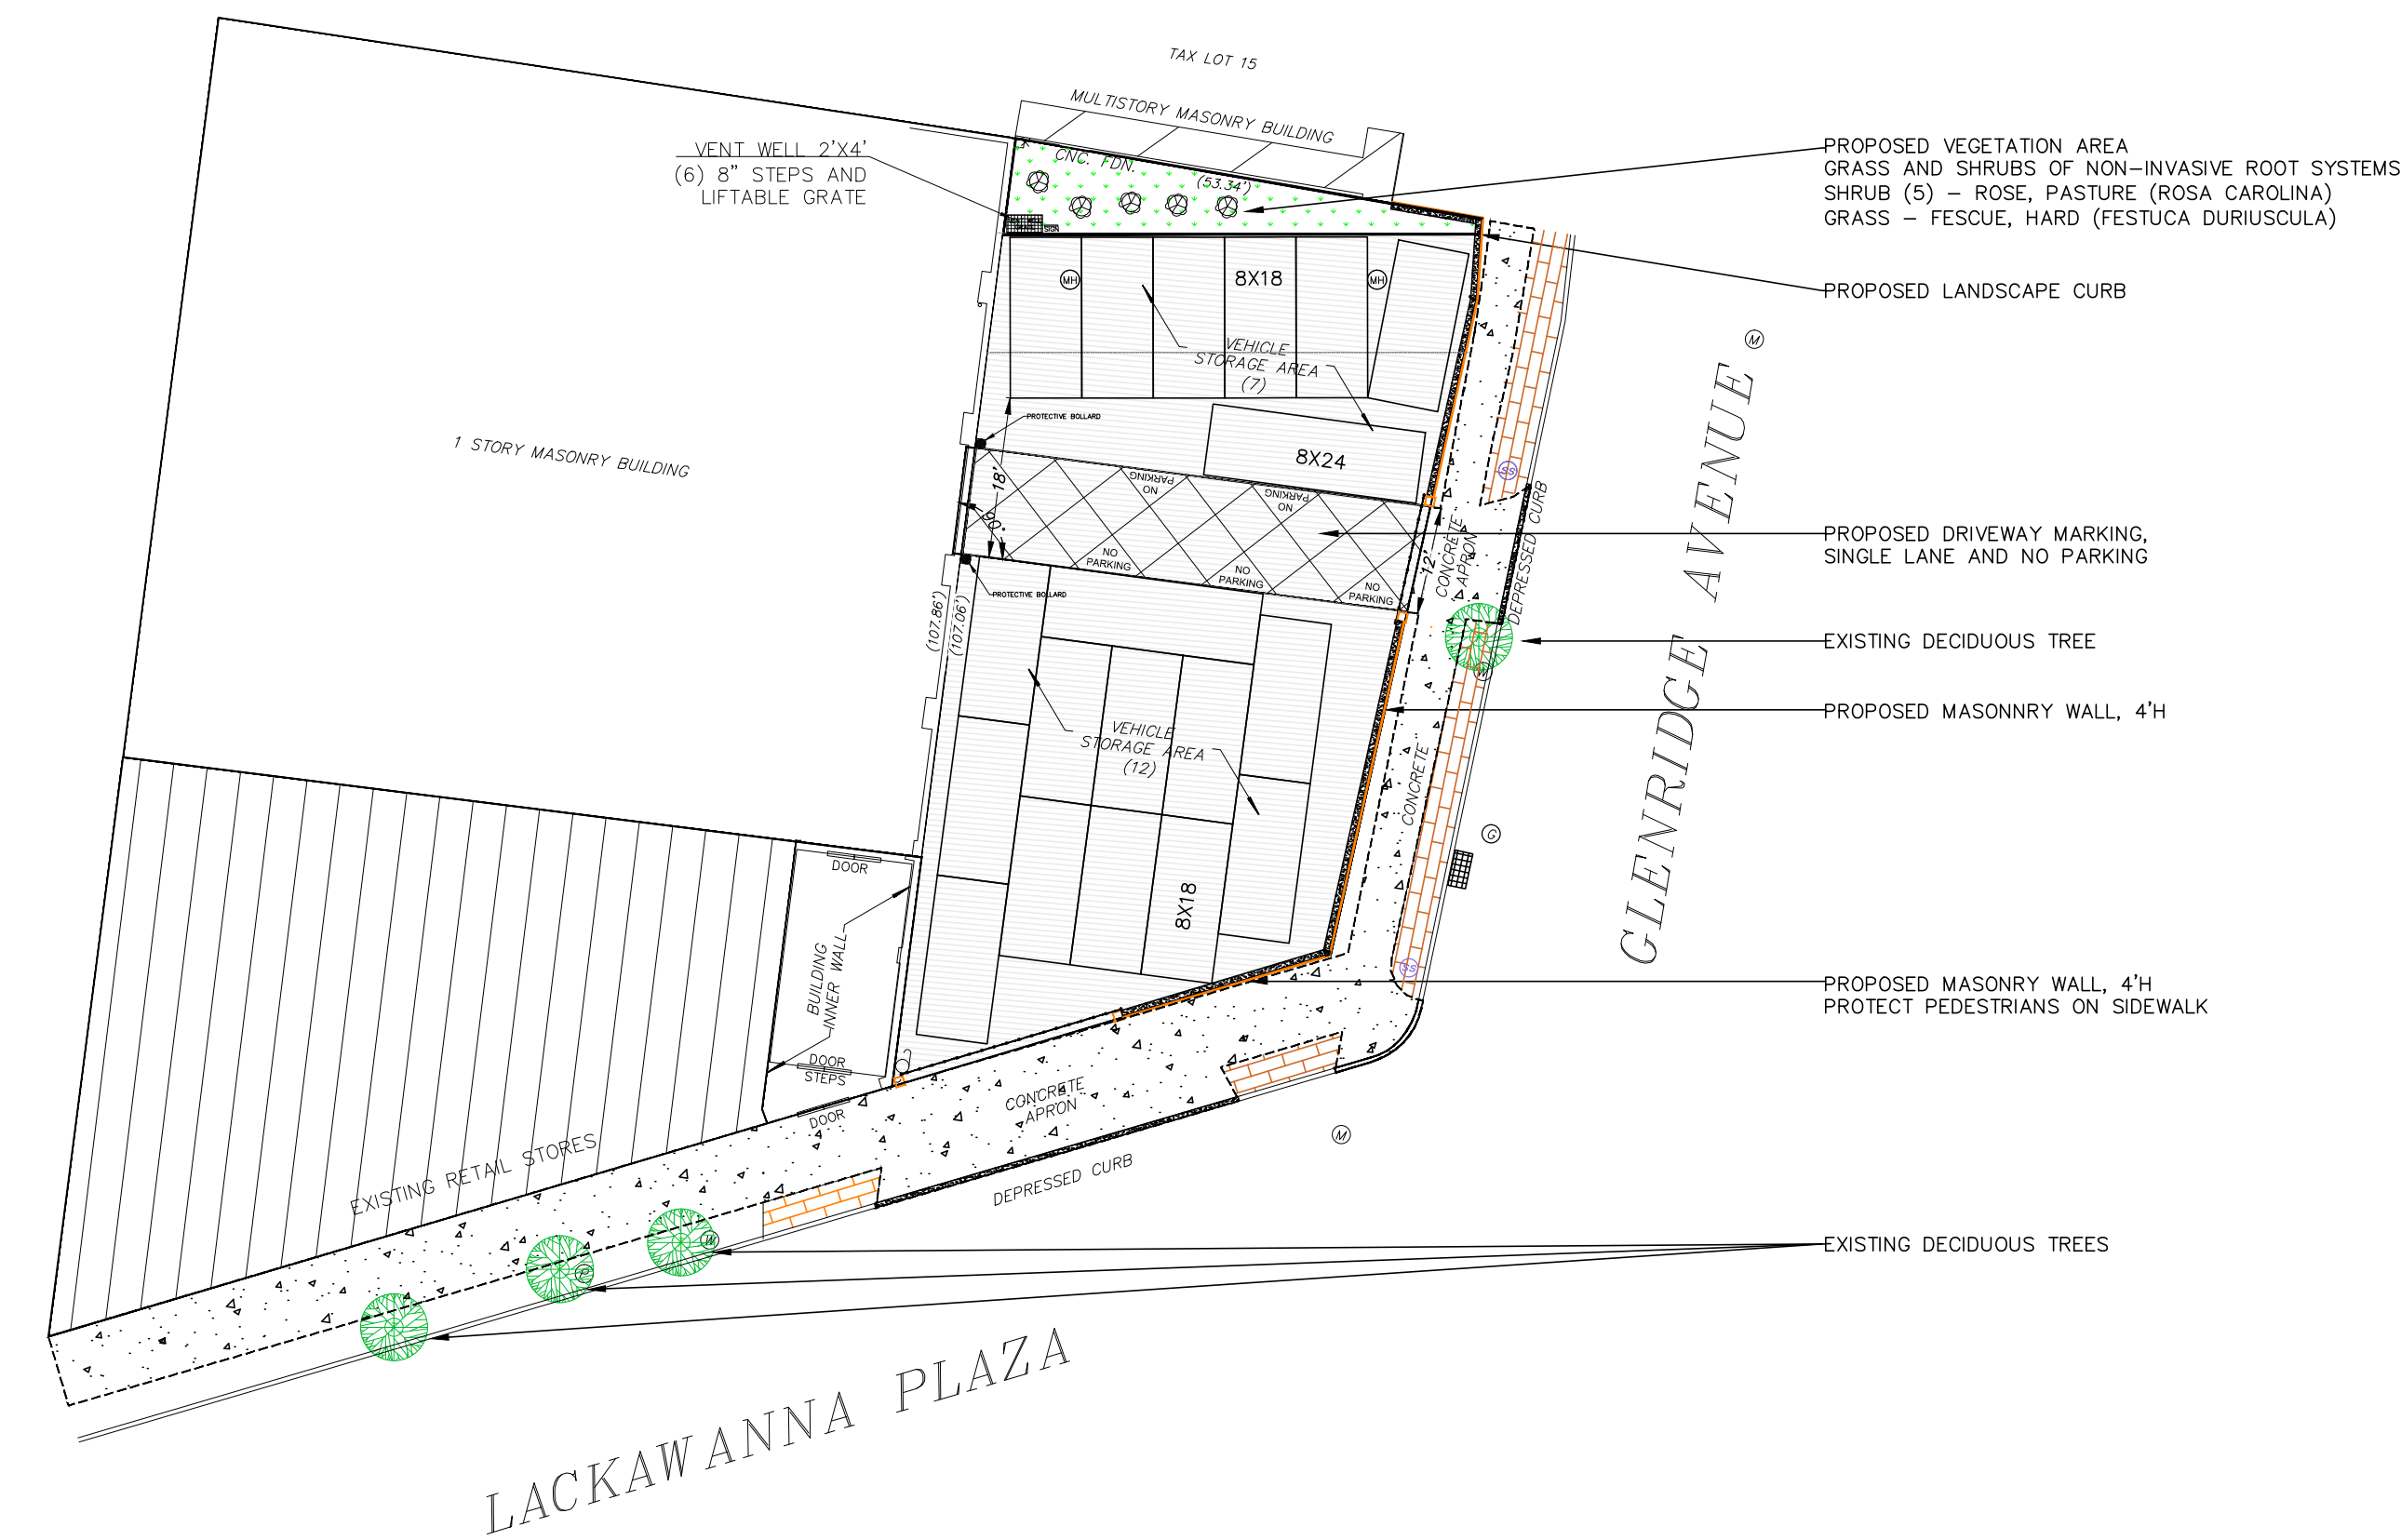 TAX LOT 15
MULTISTORY MASONRY BUILDING
CNC. FDN.
(53.34')
VENT WELL 2'X4'
(6) 8" STEPS AND
LIFTABLE GRATE
SIGN
PROPOSED VEGETATION AREA
GRASS AND SHRUBS OF NON-INVASIVE ROOT SYSTEMS
SHRUB (5) - ROSE, PASTURE (ROSA CAROLINA)
GRASS - FESCUE, HARD (FESTUCA DURIUSCULA)
PROPOSED LANDSCAPE CURB
MH
8X18
MH
VEHICLE
STORAGE AREA
(7)
M
PROTECTIVE BOLLARD
1 STORY MASONRY BUILDING
8X24
SS
18'
90°
NO
PARKING
NO
PARKING
NO
PARKING
NO
PARKING
NO
PARKING
12'
CONCRETE
APRON
DEPRESSED CURB
PROPOSED DRIVEWAY MARKING,
SINGLE LANE AND NO PARKING
PROTECTIVE BOLLARD
(107.86')
(107.06')
EXISTING DECIDUOUS TREE
W
PROPOSED MASONNRY WALL, 4'H
GLENRIDGE AVENUE
VEHICLE
STORAGE AREA
(12)
CONCRETE
G
DOOR
8X18
BUILDING
INNER WALL
SS
PROPOSED MASONRY WALL, 4'H
PROTECT PEDESTRIANS ON SIDEWALK
DOOR
STEPS
DOOR
CONCRETE
APRON
M
EXISTING RETAIL STORES
DEPRESSED CURB
W
EXISTING DECIDUOUS TREES
LACKAWANNA PLAZA